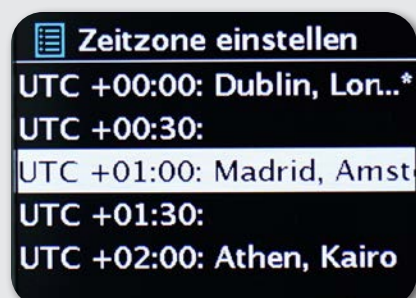 Zeitzone einstellen
UTC +00:00: Dublin, Lon...*
UTC +00:30:
UTC +01:00: Madrid, Amst
UTC +01:30:
UTC +02:00: Athen, Kairo